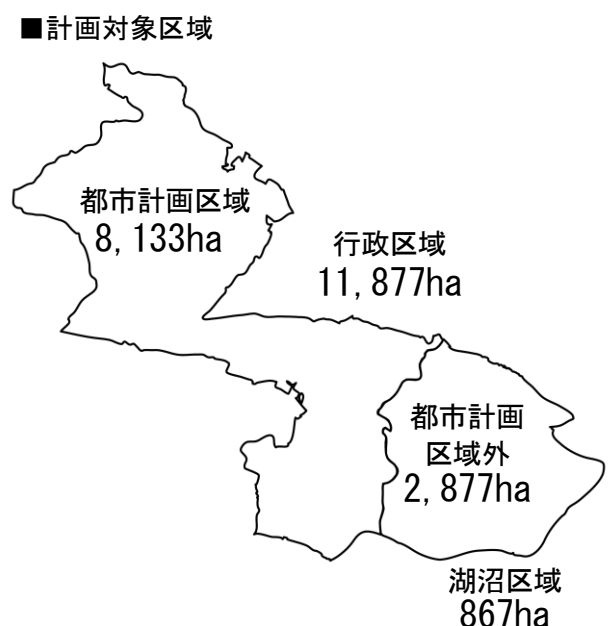 ■計画対象区域
都市計画区域
8,133ha
行政区域
11,877ha
都市計画
区域外
2,877ha
湖沼区域
867ha